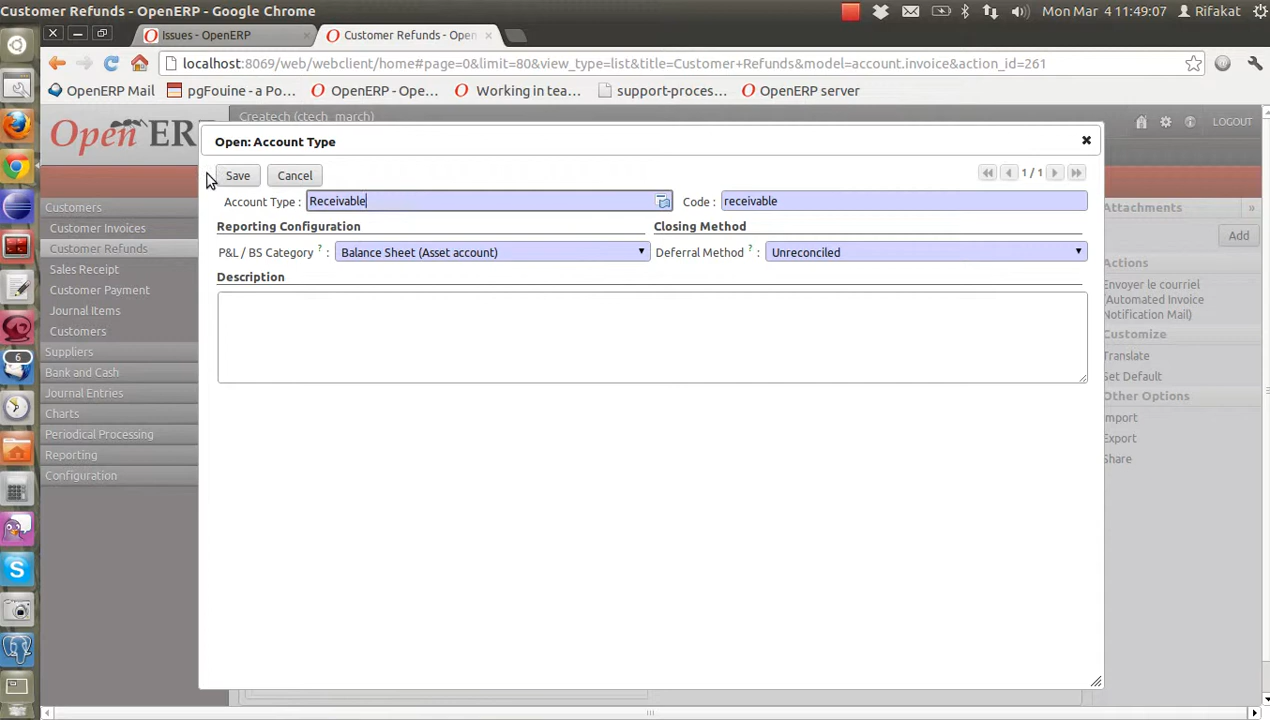 Customer Refunds - OpenERP - Google Chrome
Mon Mar 4 11:49:07
Rifakat
Issues - OpenERP
Customer Refunds - Open
localhost:8069/web/webclient/home#page=0&limit=80&view_type=list&title=Customer+Refunds&model=account.invoice&action_id=261
OpenERP Mail
pgFouine - a Po...
OpenERP - Ope...
Working in tea...
support-proces...
OpenERP server
Open ER
Createch (ctech_march)
LOGOUT
Open: Account Type
Save
Cancel
1 / 1
Account Type :
Receivable
Code :
receivable
Reporting Configuration
Closing Method
P&L / BS Category ? :
Balance Sheet (Asset account)
Deferral Method ? :
Unreconciled
Description
Customers
Customer Invoices
Customer Refunds
Sales Receipt
Customer Payment
Journal Items
Customers
Suppliers
Bank and Cash
Journal Entries
Charts
Periodical Processing
Reporting
Configuration
Attachments
»
Add
Actions
Envoyer le courriel
(Automated Invoice
Notification Mail)
Customize
Translate
Set Default
Other Options
Import
Export
Share
6